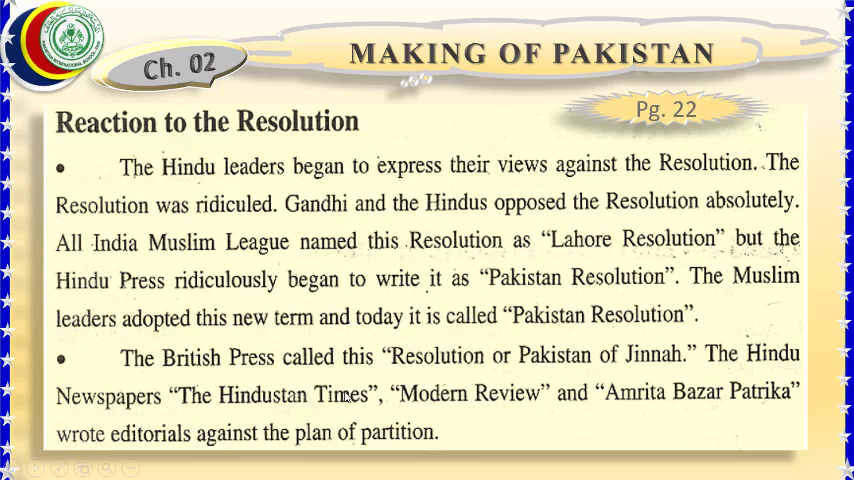 Ch. 02
MAKING OF PAKISTAN
Pg. 22
Reaction to the Resolution
• The Hindu leaders began to express their views against the Resolution. The
Resolution was ridiculed. Gandhi and the Hindus opposed the Resolution absolutely.
All India Muslim League named this Resolution as “Lahore Resolution” but the
Hindu Press ridiculously began to write it as “Pakistan Resolution”. The Muslim
leaders adopted this new term and today it is called “Pakistan Resolution”.
• The British Press called this “Resolution or Pakistan of Jinnah.” The Hindu
Newspapers “The Hindustan Times”, “Modern Review” and “Amrita Bazar Patrika”
wrote editorials against the plan of partition.